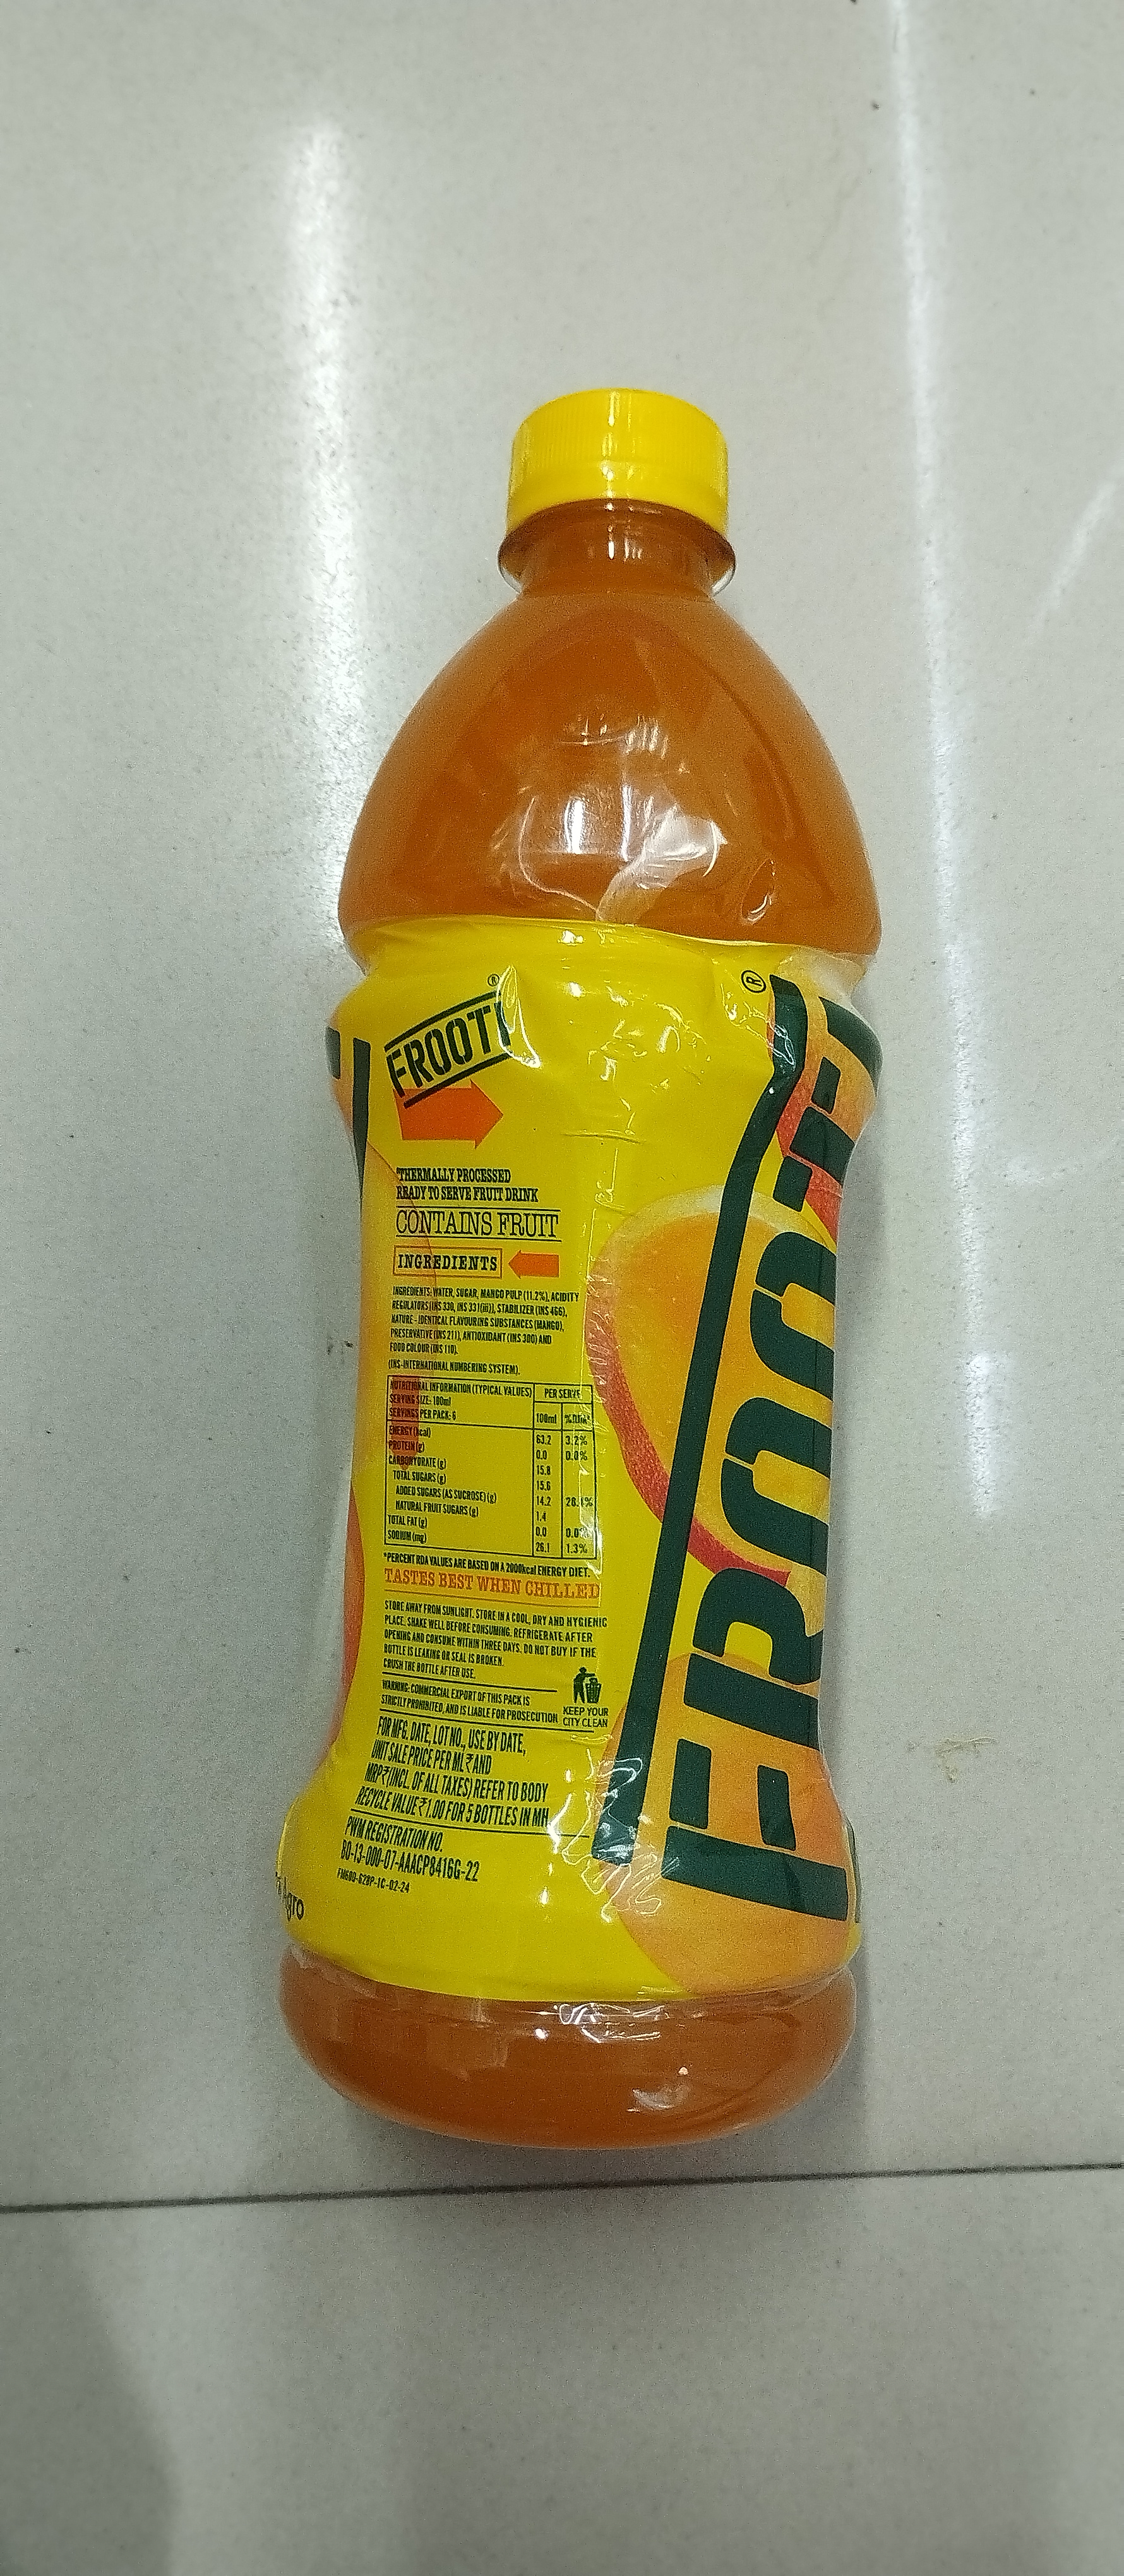 FROOTI
®
THERMALLY PROCESSED
READY TO SERVE FRUIT DRINK
CONTAINS FRUIT
INGREDIENTS
INGREDIENTS: WATER, SUGAR, MANGO PULP (11.2%), ACIDITY
REGULATORS (INS 330, INS 331(iii)), STABILIZER (INS 466),
NATURE - IDENTICAL FLAVOURING SUBSTANCES (MANGO),
PRESERVATIVE (INS 211), ANTIOXIDANT (INS 300) AND
FOOD COLOUR (INS 110).
(INS-INTERNATIONAL NUMBERING SYSTEM).
NUTRITIONAL INFORMATION (TYPICAL VALUES) PER SERVE
SERVING SIZE: 180ml
SERVINGS PER PACK: 6 100ml %RDA*
ENERGY (kcal) 63.2 3.2%
PROTEIN (g) 0.0 0.0%
CARBOHYDRATE (g) 15.8
TOTAL SUGARS (g) 15.6
ADDED SUGARS (AS SUCROSE) (g) 14.2
NATURAL FRUIT SUGARS (g) 1.4
TOTAL FAT (g) 0.0 0.0%
SODIUM (mg) 26.1 1.3%
*PERCENT RDA VALUES ARE BASED ON A 2000kcal ENERGY DIET.
TASTES BEST WHEN CHILLED
STORE AWAY FROM SUNLIGHT. STORE IN A COOL, DRY AND HYGIENIC
PLACE. SHAKE WELL BEFORE CONSUMING. REFRIGERATE AFTER
OPENING AND CONSUME WITHIN THREE DAYS. DO NOT BUY IF THE
BOTTLE IS LEAKING OR SEAL IS BROKEN.
CRUSH THE BOTTLE AFTER USE.
WARNING: COMMERCIAL EXPORT OF THIS PACK IS
STRICTLY PROHIBITED, AND IS LIABLE FOR PROSECUTION
KEEP YOUR
CITY CLEAN
FOR MFG. DATE, LOT NO., USE BY DATE,
UNIT SALE PRICE PER ML ₹ AND
MRP ₹ (INCL. OF ALL TAXES) REFER TO BODY
RECYCLE VALUE ₹1.00 FOR 5 BOTTLES IN MH
PWM REGISTRATION NO.
BO-13-000-07-AAACP8416G-22
Agro
FROOTI
®